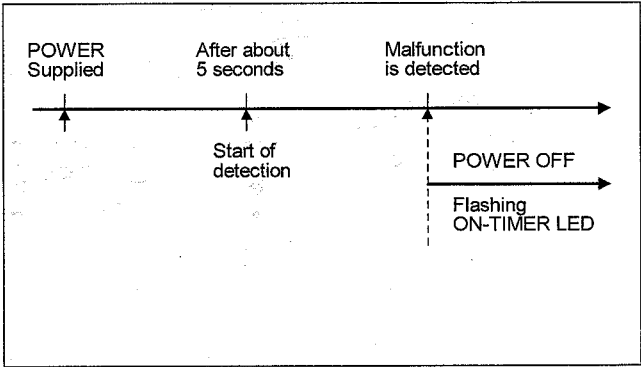 POWER
Supplied
After about
5 seconds
Malfunction
is detected
Start of
detection
POWER OFF
Flashing
ON-TIMER LED